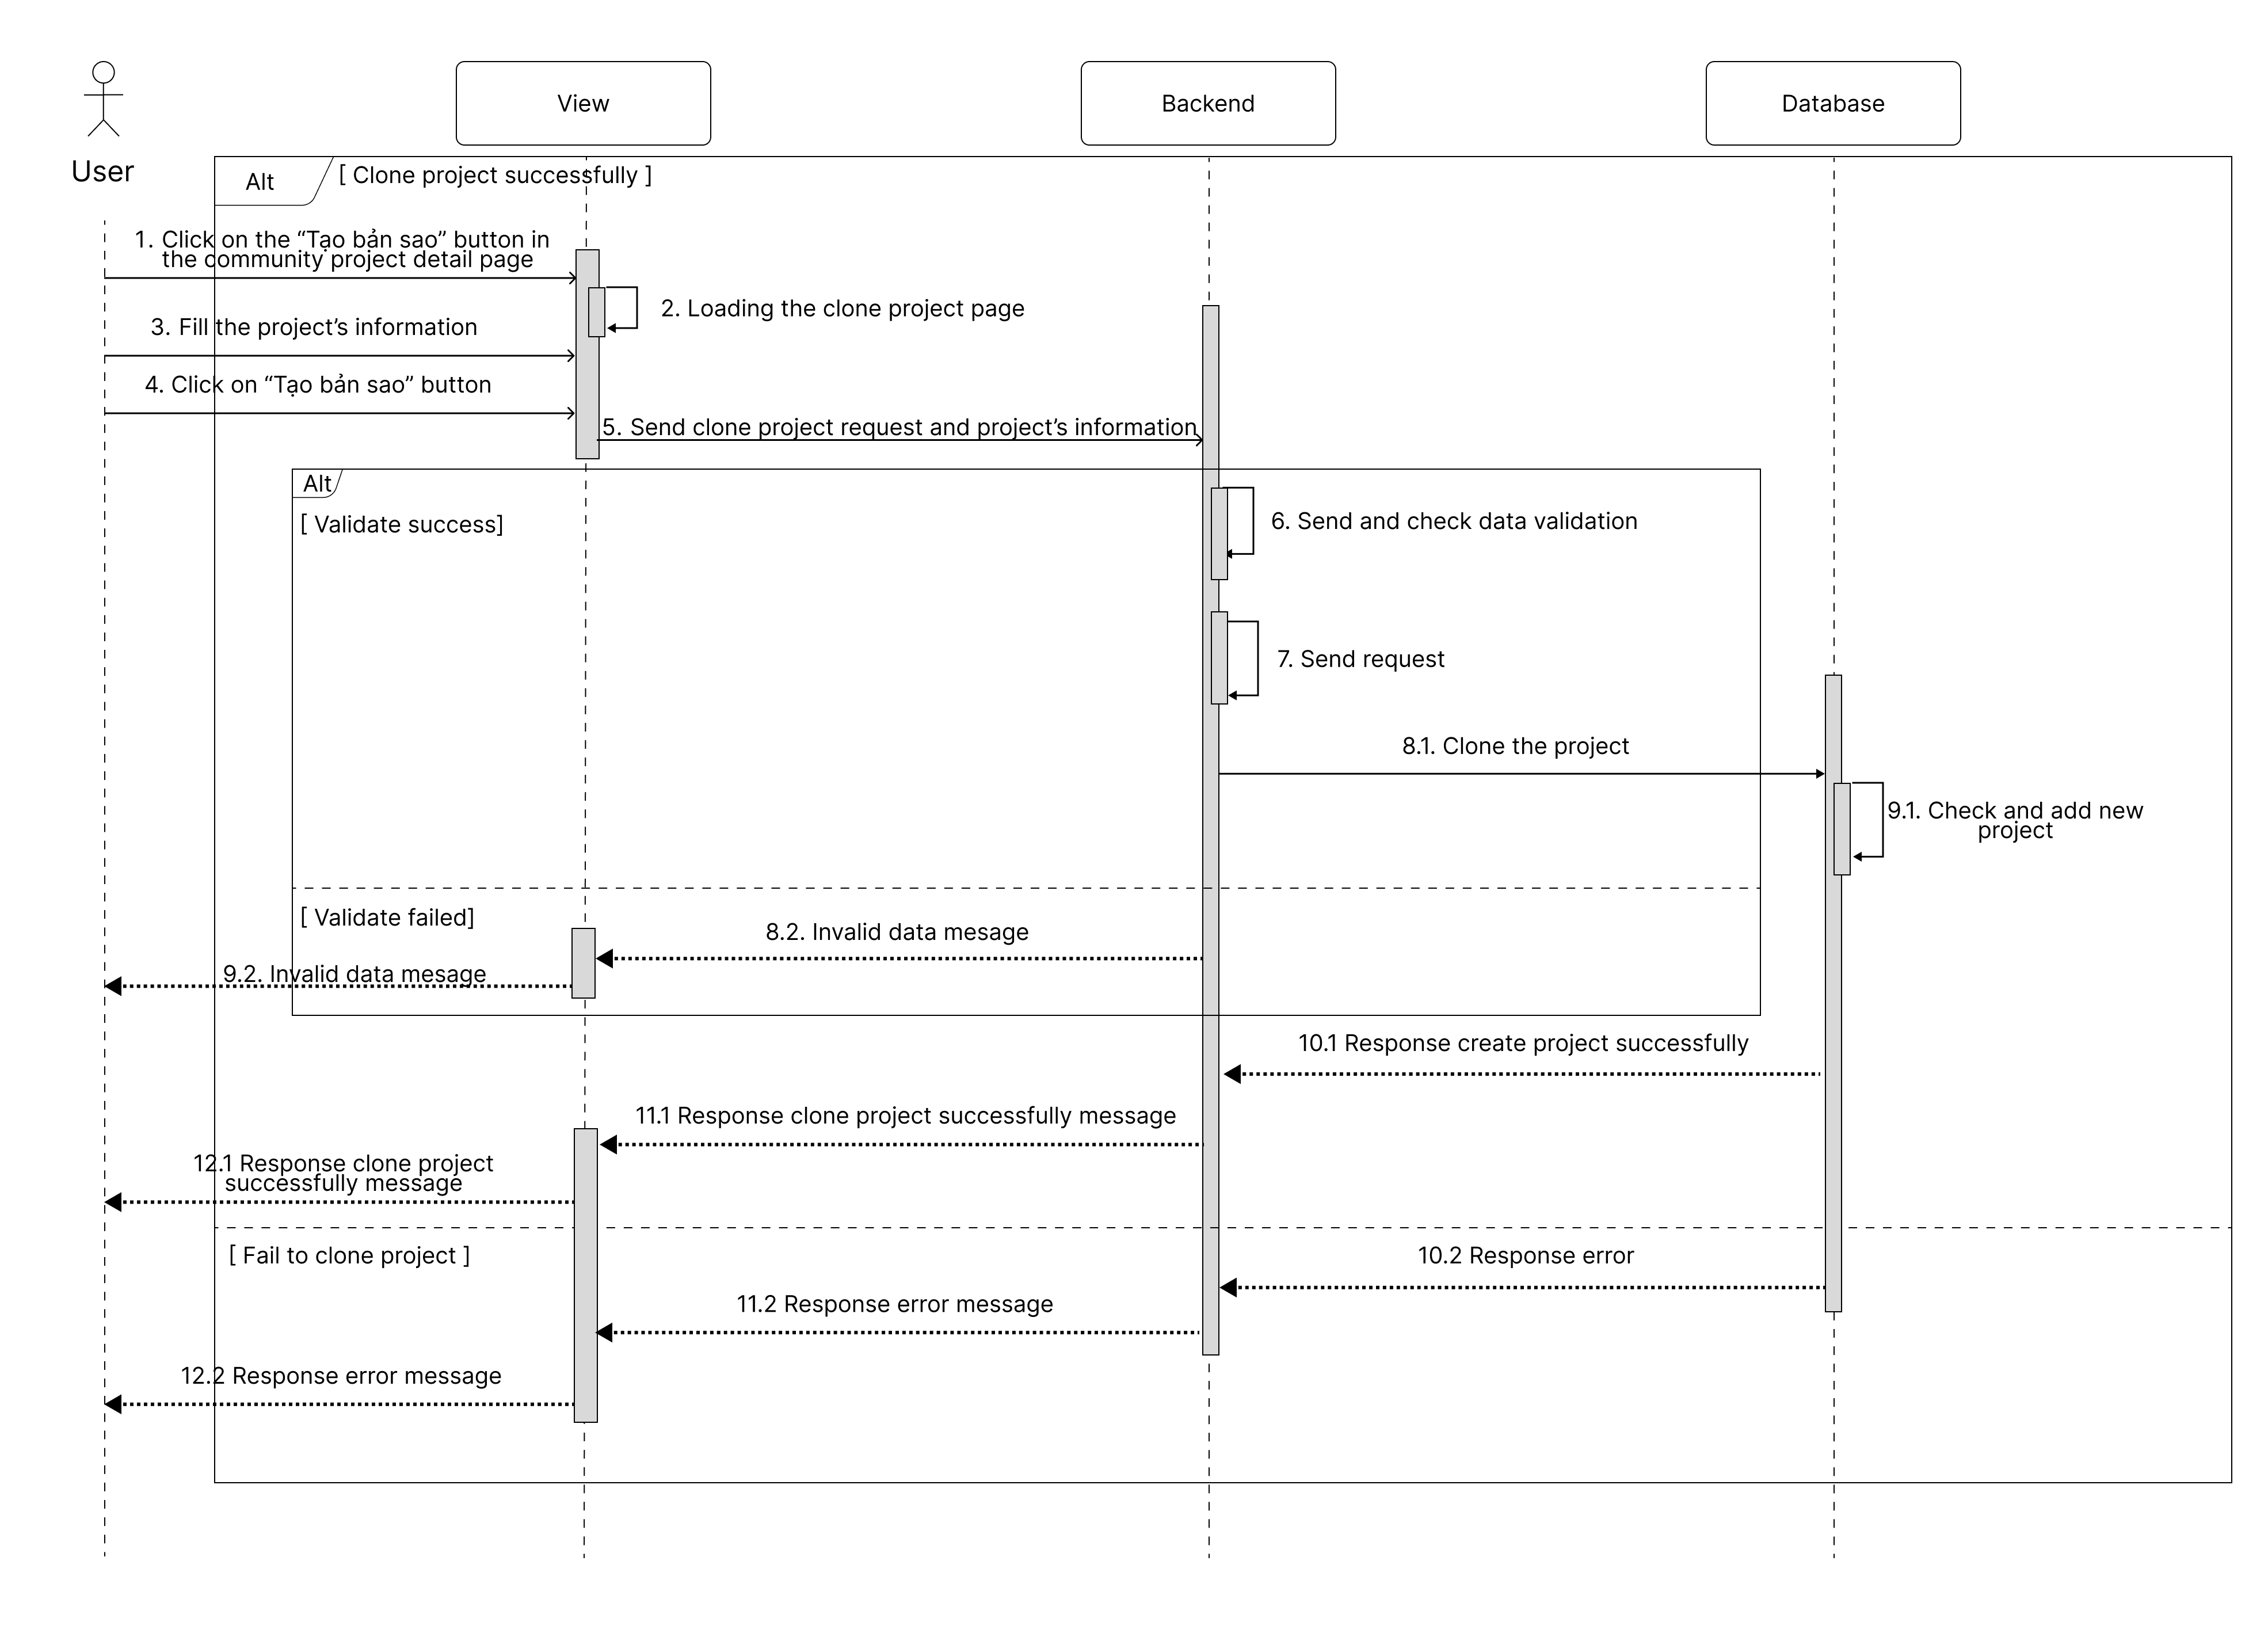 View
Backend
Database
User
Alt
[ Clone project successfully ]
1. Click on the “Tạo bản sao” button in
the community project detail page
2. Loading the clone project page
3. Fill the project’s information
4. Click on “Tạo bản sao” button
5. Send clone project request and project’s information
Alt
[ Validate success]
6. Send and check data validation
7. Send request
8.1. Clone the project
9.1. Check and add new
project
[ Validate failed]
8.2. Invalid data mesage
9.2. Invalid data mesage
10.1 Response create project successfully
11.1 Response clone project successfully message
12.1 Response clone project
successfully message
[ Fail to clone project ]
10.2 Response error
11.2 Response error message
12.2 Response error message